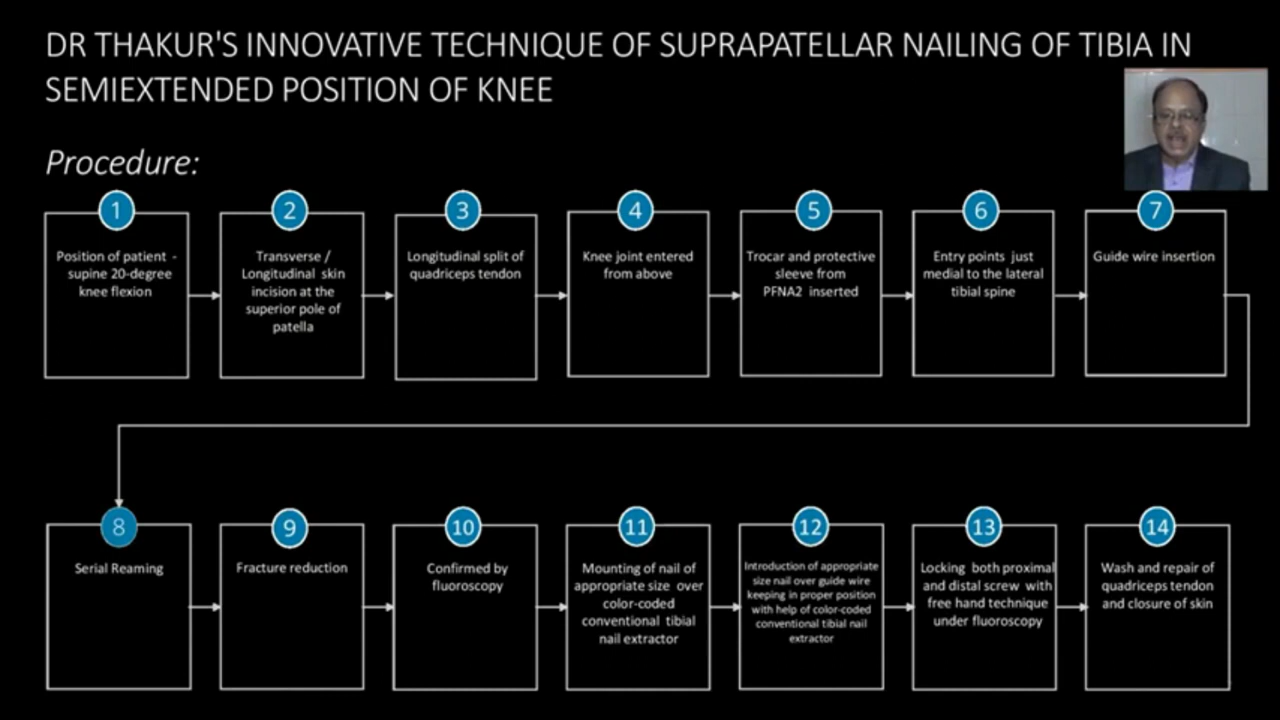 DR THAKUR'S INNOVATIVE TECHNIQUE OF SUPRAPATELLAR NAILING OF TIBIA IN
SEMIEXTENDED POSITION OF KNEE
Procedure:
1
Position of patient -
supine 20-degree
knee flexion
2
Transverse /
Longitudinal skin
incision at the
superior pole of
patella
3
Longitudinal split of
quadriceps tendon
4
Knee joint entered
from above
5
Trocar and protective
sleeve from
PFNA2 inserted
6
Entry points just
medial to the lateral
tibial spine
7
Guide wire insertion
8
Serial Reaming
9
Fracture reduction
10
Confirmed by
fluoroscopy
11
Mounting of nail of
appropriate size over
color-coded
conventional tibial
nail extractor
12
Introduction of appropriate
size nail over guide wire
keeping in proper position
with help of color-coded
conventional tibial nail
extractor
13
Locking both proximal
and distal screw with
free hand technique
under fluoroscopy
14
Wash and repair of
quadriceps tendon
and closure of skin